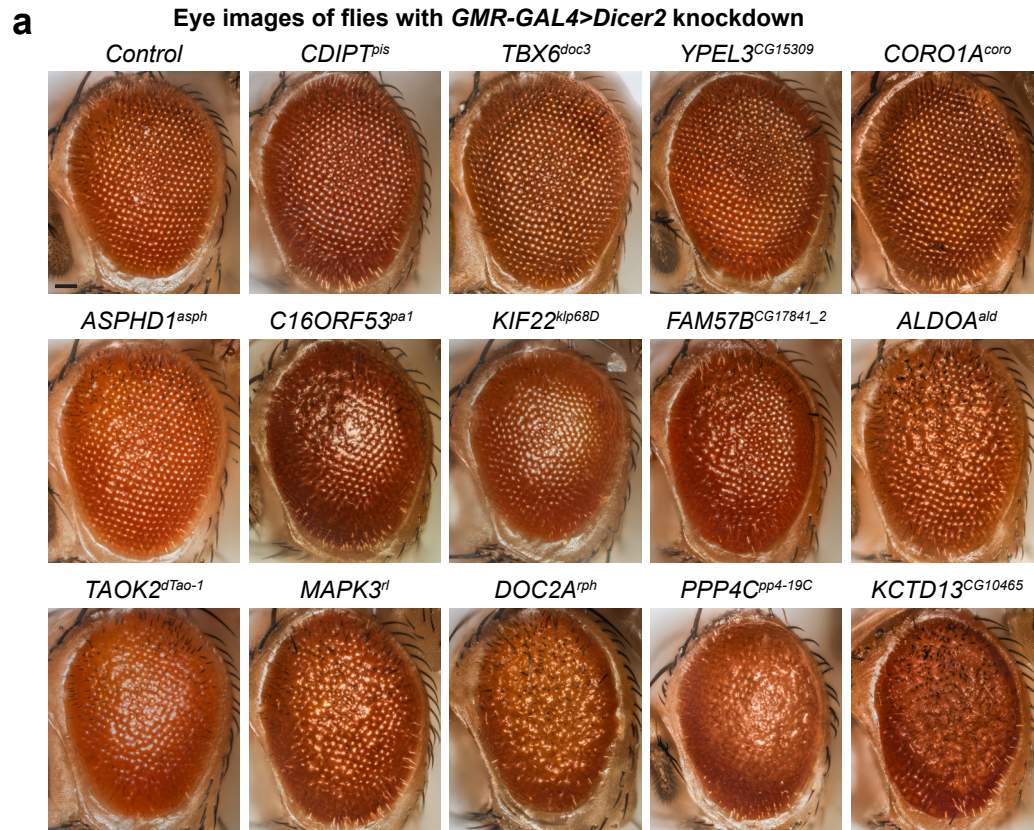 a
Eye images of flies with GMR-GAL4>Dicer2 knockdown
Control CDIPTpis TBX6doc3 YPEL3CG15309 CORO1Acoro
ASPHD1asph C16ORF53pa1 KIF22klp68D FAM57BCG17841_2 ALDOAald
TAOK2dTao-1 MAPK3rl DOC2Arph PPP4Cpp4-19C KCTD13CG10465